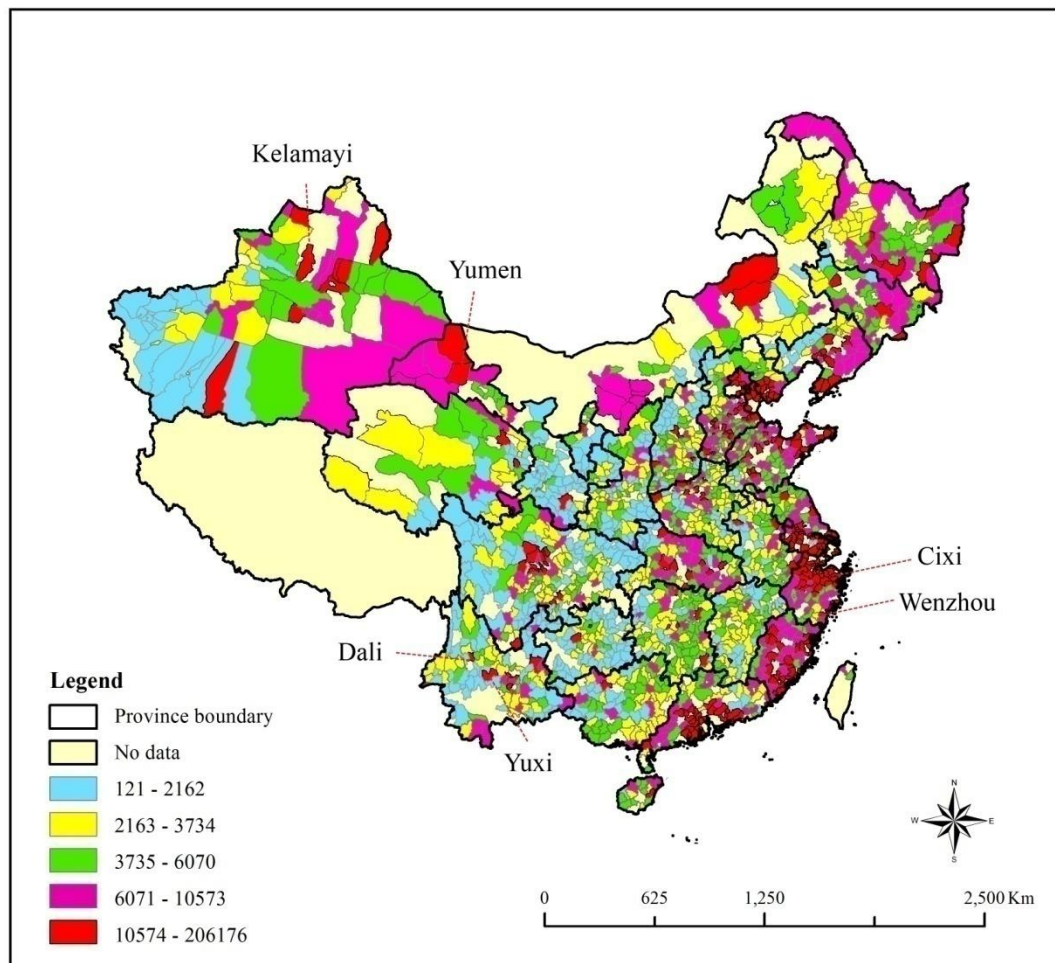 Kelamayi
Yumen
Cixi
Wenzhou
Dali
Yuxi
Legend
Province boundary
No data
121 - 2162
2163 - 3734
3735 - 6070
6071 - 10573
10574 - 206176
N
W E
S
0 625 1,250 2,500 Km